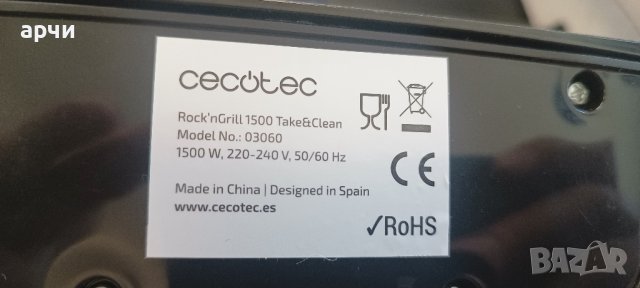 арчи
cecotec
Rock'nGrill 1500 Take&Clean
Model No.: 03060
1500 W, 220-240 V, 50/60 Hz
Made in China | Designed in Spain
www.cecotec.es
CE
✓RoHS
BAZAR